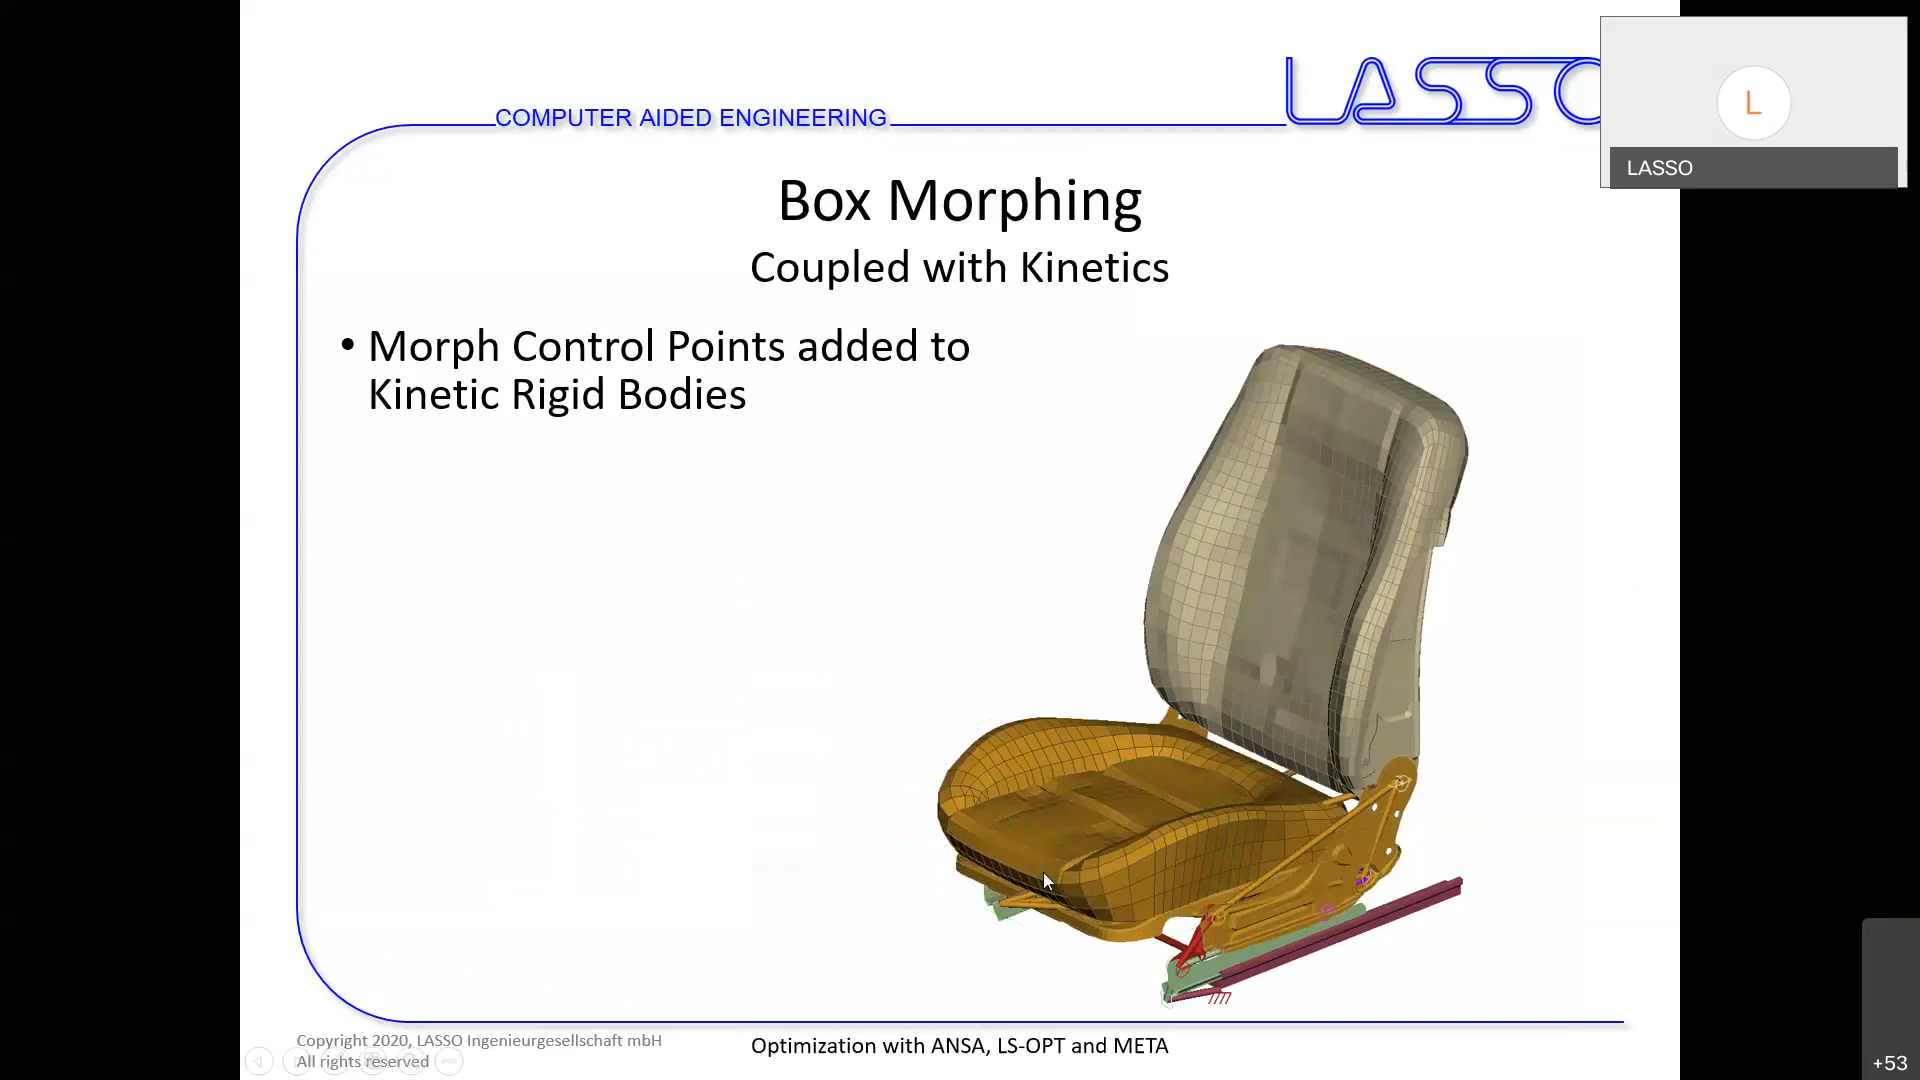 COMPUTER AIDED ENGINEERING
LASSO
L
LASSO
Box Morphing
Coupled with Kinetics
• Morph Control Points added to
Kinetic Rigid Bodies
Copyright 2020, LASSO Ingenieurgesellschaft mbH
All rights reserved
Optimization with ANSA, LS-OPT and META
+53